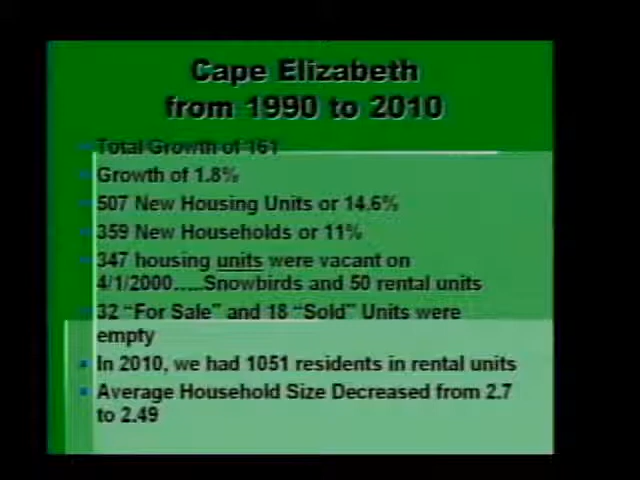 Cape Elizabeth
from 1990 to 2010
Total Growth of 161
Growth of 1.8%
507 New Housing Units or 14.6%
359 New Households or 11%
347 housing units were vacant on
4/1/2000.....Snowbirds and 50 rental units
32 “For Sale” and 18 “Sold” Units were
empty
In 2010, we had 1051 residents in rental units
Average Household Size Decreased from 2.7
to 2.49